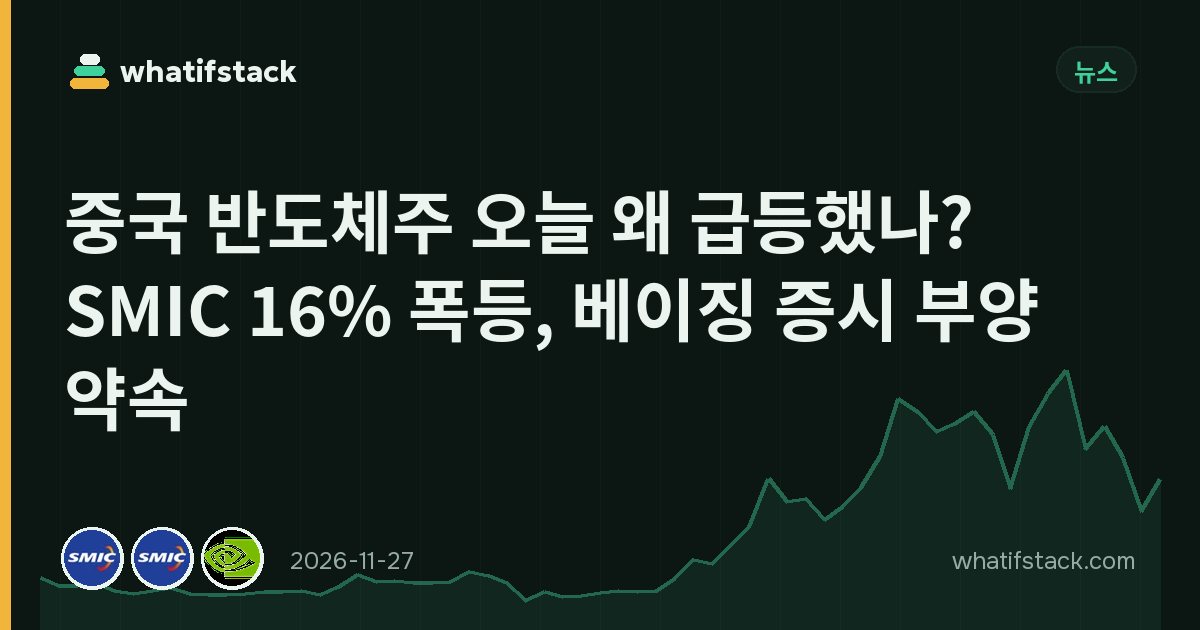 whatifstack
뉴스
중국 반도체주 오늘 왜 급등했나?
SMIC 16% 폭등, 베이징 증시 부양
약속
SMIC
SMIC
2026-11-27
whatifstack.com